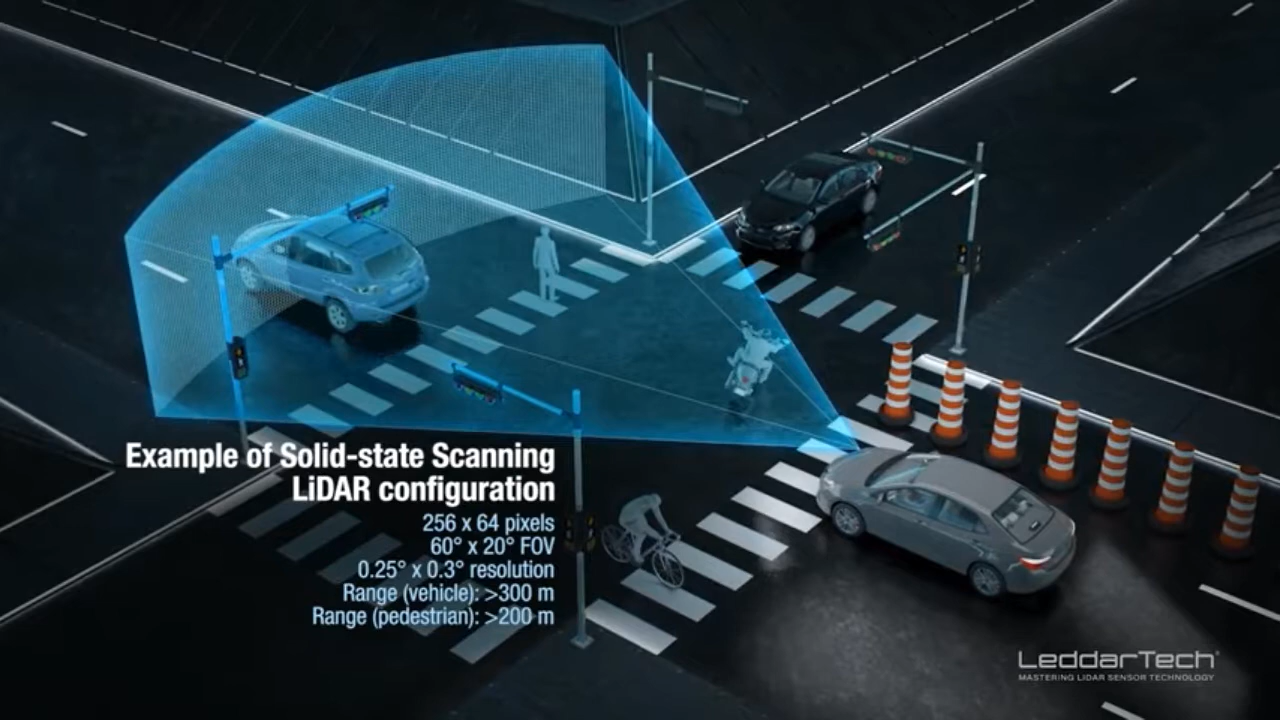 Example of Solid-state Scanning
LiDAR configuration
256 x 64 pixels
60° x 20° FOV
0.25° x 0.3° resolution
Range (vehicle): >300 m
Range (pedestrian): >200 m
LeddarTech®
MASTERING LIDAR SENSOR TECHNOLOGY